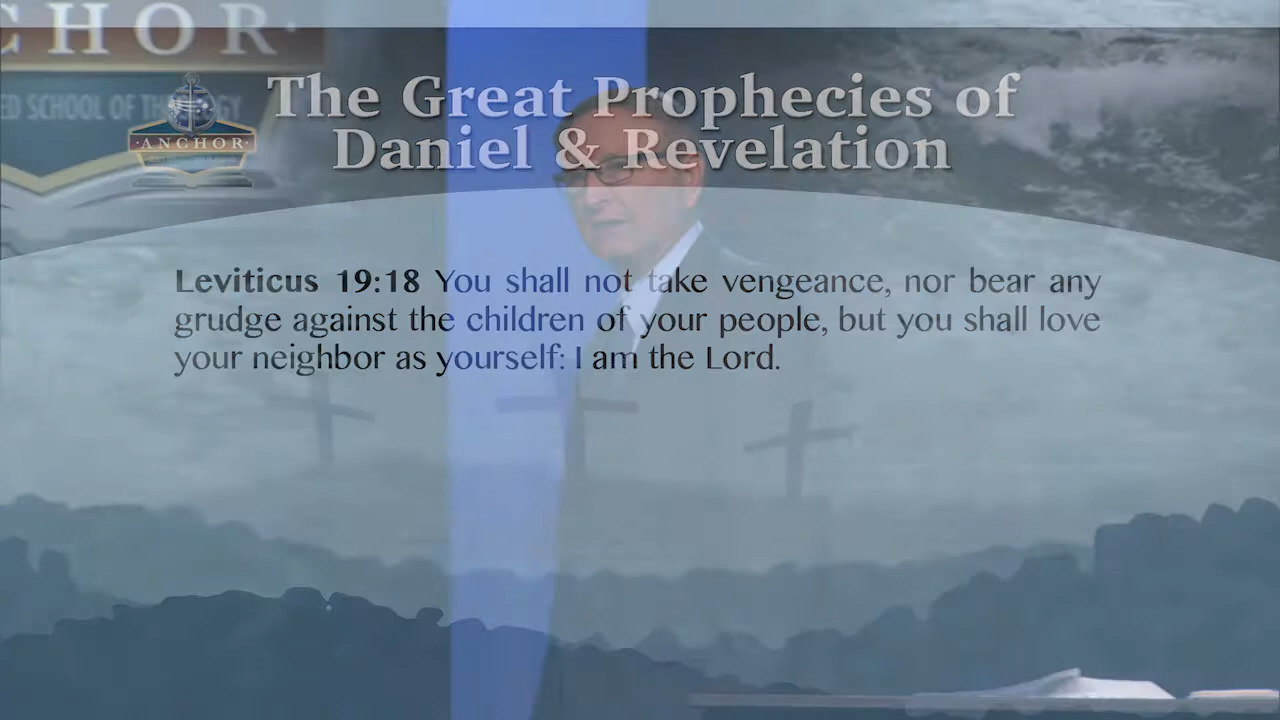 CHOR
ED SCHOOL OF THEOLOGY
The Great Prophecies of
Daniel & Revelation
ANCHOR
Leviticus 19:18 You shall not take vengeance, nor bear any
grudge against the children of your people, but you shall love
your neighbor as yourself: I am the Lord.